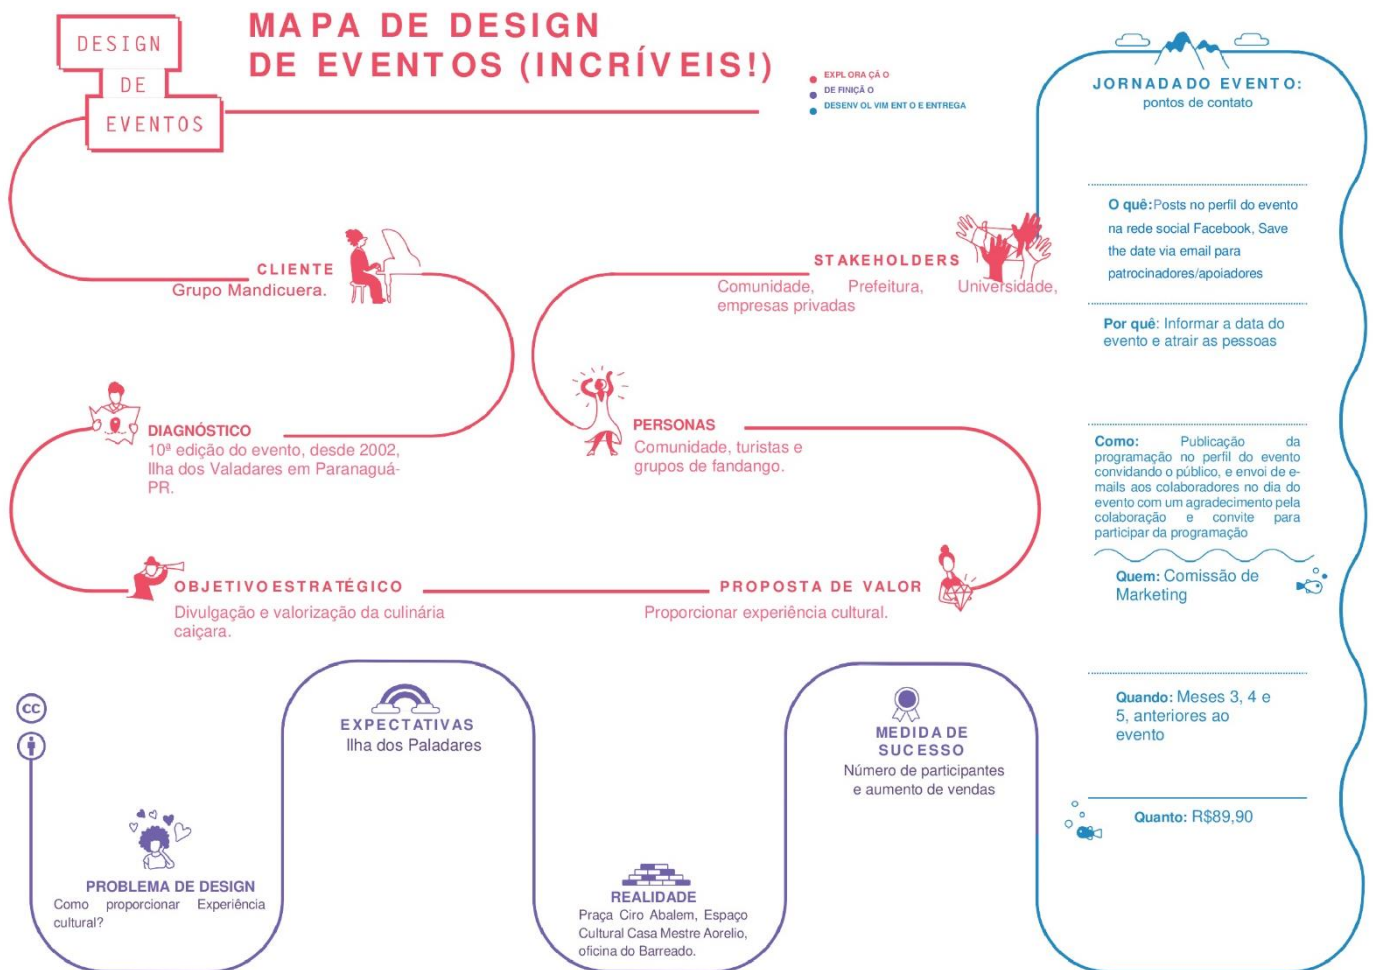 DESIGN
DE
EVENTOS
MAPA DE DESIGN
DE EVENTOS (INCRÍVEIS!)
EXPLORAÇÃO
DEFINIÇÃO
DESENVOLVIMENTO E ENTREGA
CLIENTE
Grupo Mandicuera.
STAKEHOLDERS
Comunidade, Prefeitura, Universidade,
empresas privadas
DIAGNÓSTICO
10ª edição do evento, desde 2002,
Ilha dos Valadares em Paranaguá-
PR.
PERSONAS
Comunidade, turistas e
grupos de fandango.
OBJETIVO ESTRATÉGICO
Divulgação e valorização da culinária
caiçara.
PROPOSTA DE VALOR
Proporcionar experiência cultural.
cc
PROBLEMA DE DESIGN
Como proporcionar Experiência
cultural?
EXPECTATIVAS
Ilha dos Paladares
REALIDADE
Praça Ciro Abalem, Espaço
Cultural Casa Mestre Aorelio,
oficina do Barreado.
MEDIDA DE
SUCESSO
Número de participantes
e aumento de vendas
JORNADA DO EVENTO:
pontos de contato
O quê:Posts no perfil do evento
na rede social Facebook, Save
the date via email para
patrocinadores/apoiadores
Por quê: Informar a data do
evento e atrair as pessoas
Como: Publicação da
programação no perfil do evento
convidando o público, e envoi de e-
mails aos colaboradores no dia do
evento com um agradecimento pela
colaboração e convite para
participar da programação
Quem: Comissão de
Marketing
Quando: Meses 3, 4 e
5, anteriores ao
evento
Quanto: R$89,90